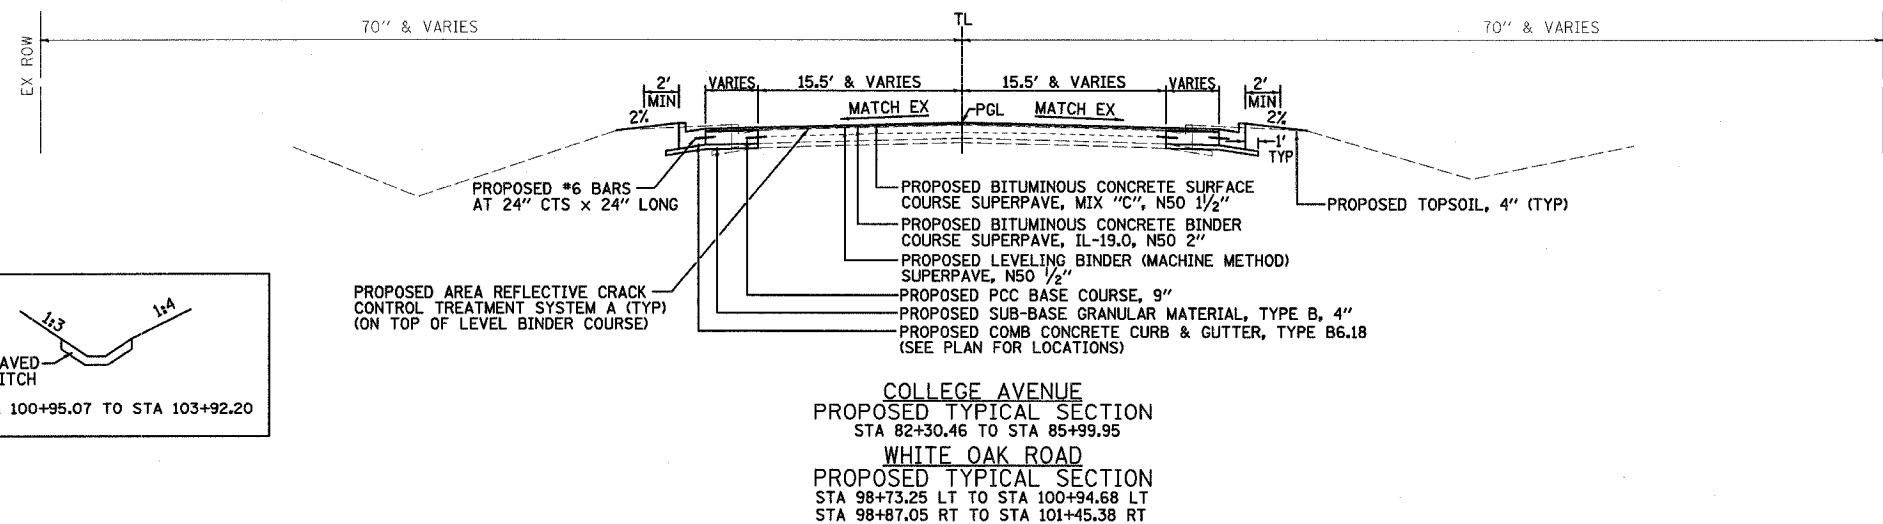 TL
70" & VARIES
70" & VARIES
EX ROW
2'
MIN
VARIES
15.5' & VARIES
15.5' & VARIES
VARIES
2'
MIN
2%
MATCH EX
PGL
MATCH EX
2%
1'
TYP
PROPOSED #6 BARS
AT 24" CTS x 24" LONG
PROPOSED BITUMINOUS CONCRETE SURFACE
COURSE SUPERPAVE, MIX "C", N50 1 1/2"
PROPOSED TOPSOIL, 4" (TYP)
PROPOSED BITUMINOUS CONCRETE BINDER
COURSE SUPERPAVE, IL-19.0, N50 2"
PROPOSED LEVELING BINDER (MACHINE METHOD)
SUPERPAVE, N50 1/2"
PROPOSED AREA REFLECTIVE CRACK
CONTROL TREATMENT SYSTEM A (TYP)
(ON TOP OF LEVEL BINDER COURSE)
PROPOSED PCC BASE COURSE, 9"
PROPOSED SUB-BASE GRANULAR MATERIAL, TYPE B, 4"
PROPOSED COMB CONCRETE CURB & GUTTER, TYPE B6.18
(SEE PLAN FOR LOCATIONS)
1:3
1:4
AVED
ITCH
100+95.07 TO STA 103+92.20
COLLEGE AVENUE
PROPOSED TYPICAL SECTION
STA 82+30.46 TO STA 85+99.95
WHITE OAK ROAD
PROPOSED TYPICAL SECTION
STA 98+73.25 LT TO STA 100+94.68 LT
STA 98+87.05 RT TO STA 101+45.38 RT